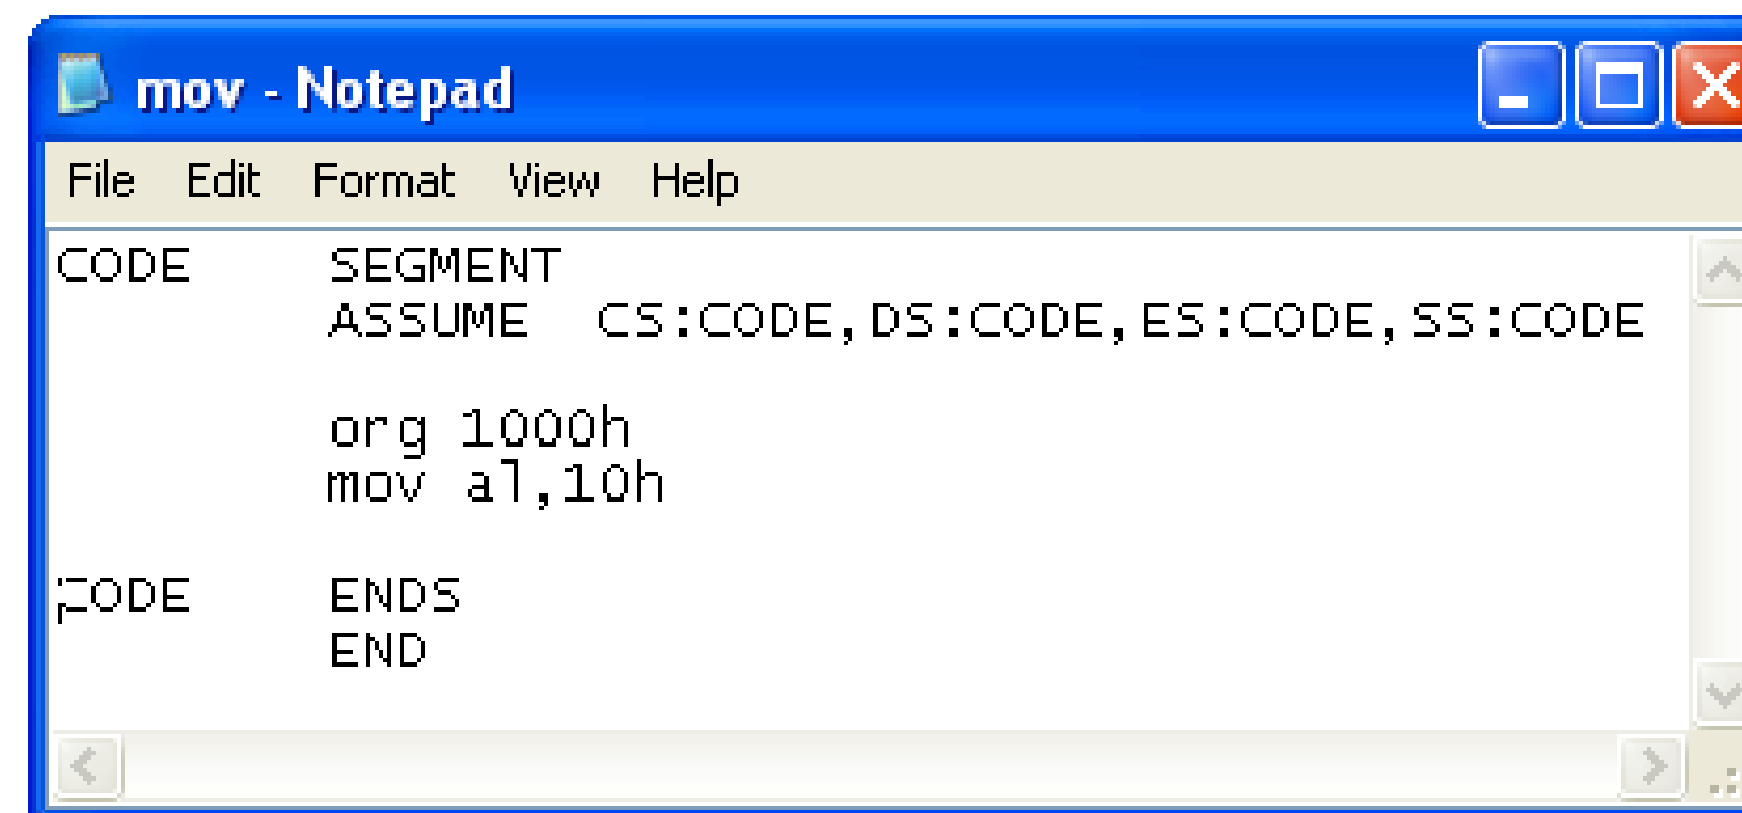 mov - Notepad
File Edit Format View Help
CODE SEGMENT
ASSUME CS:CODE,DS:CODE,ES:CODE,SS:CODE
org 1000h
mov al,10h
CODE ENDS
END